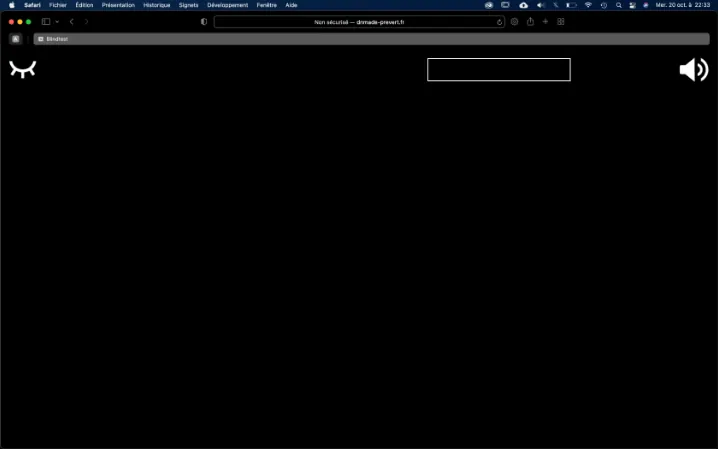 Safari Fichier Édition Présentation Historique Signets Développement Fenêtre Aide Mer. 20 oct. à 22:33
Non sécurisé — dnmade-prevert.fr
Blindtest